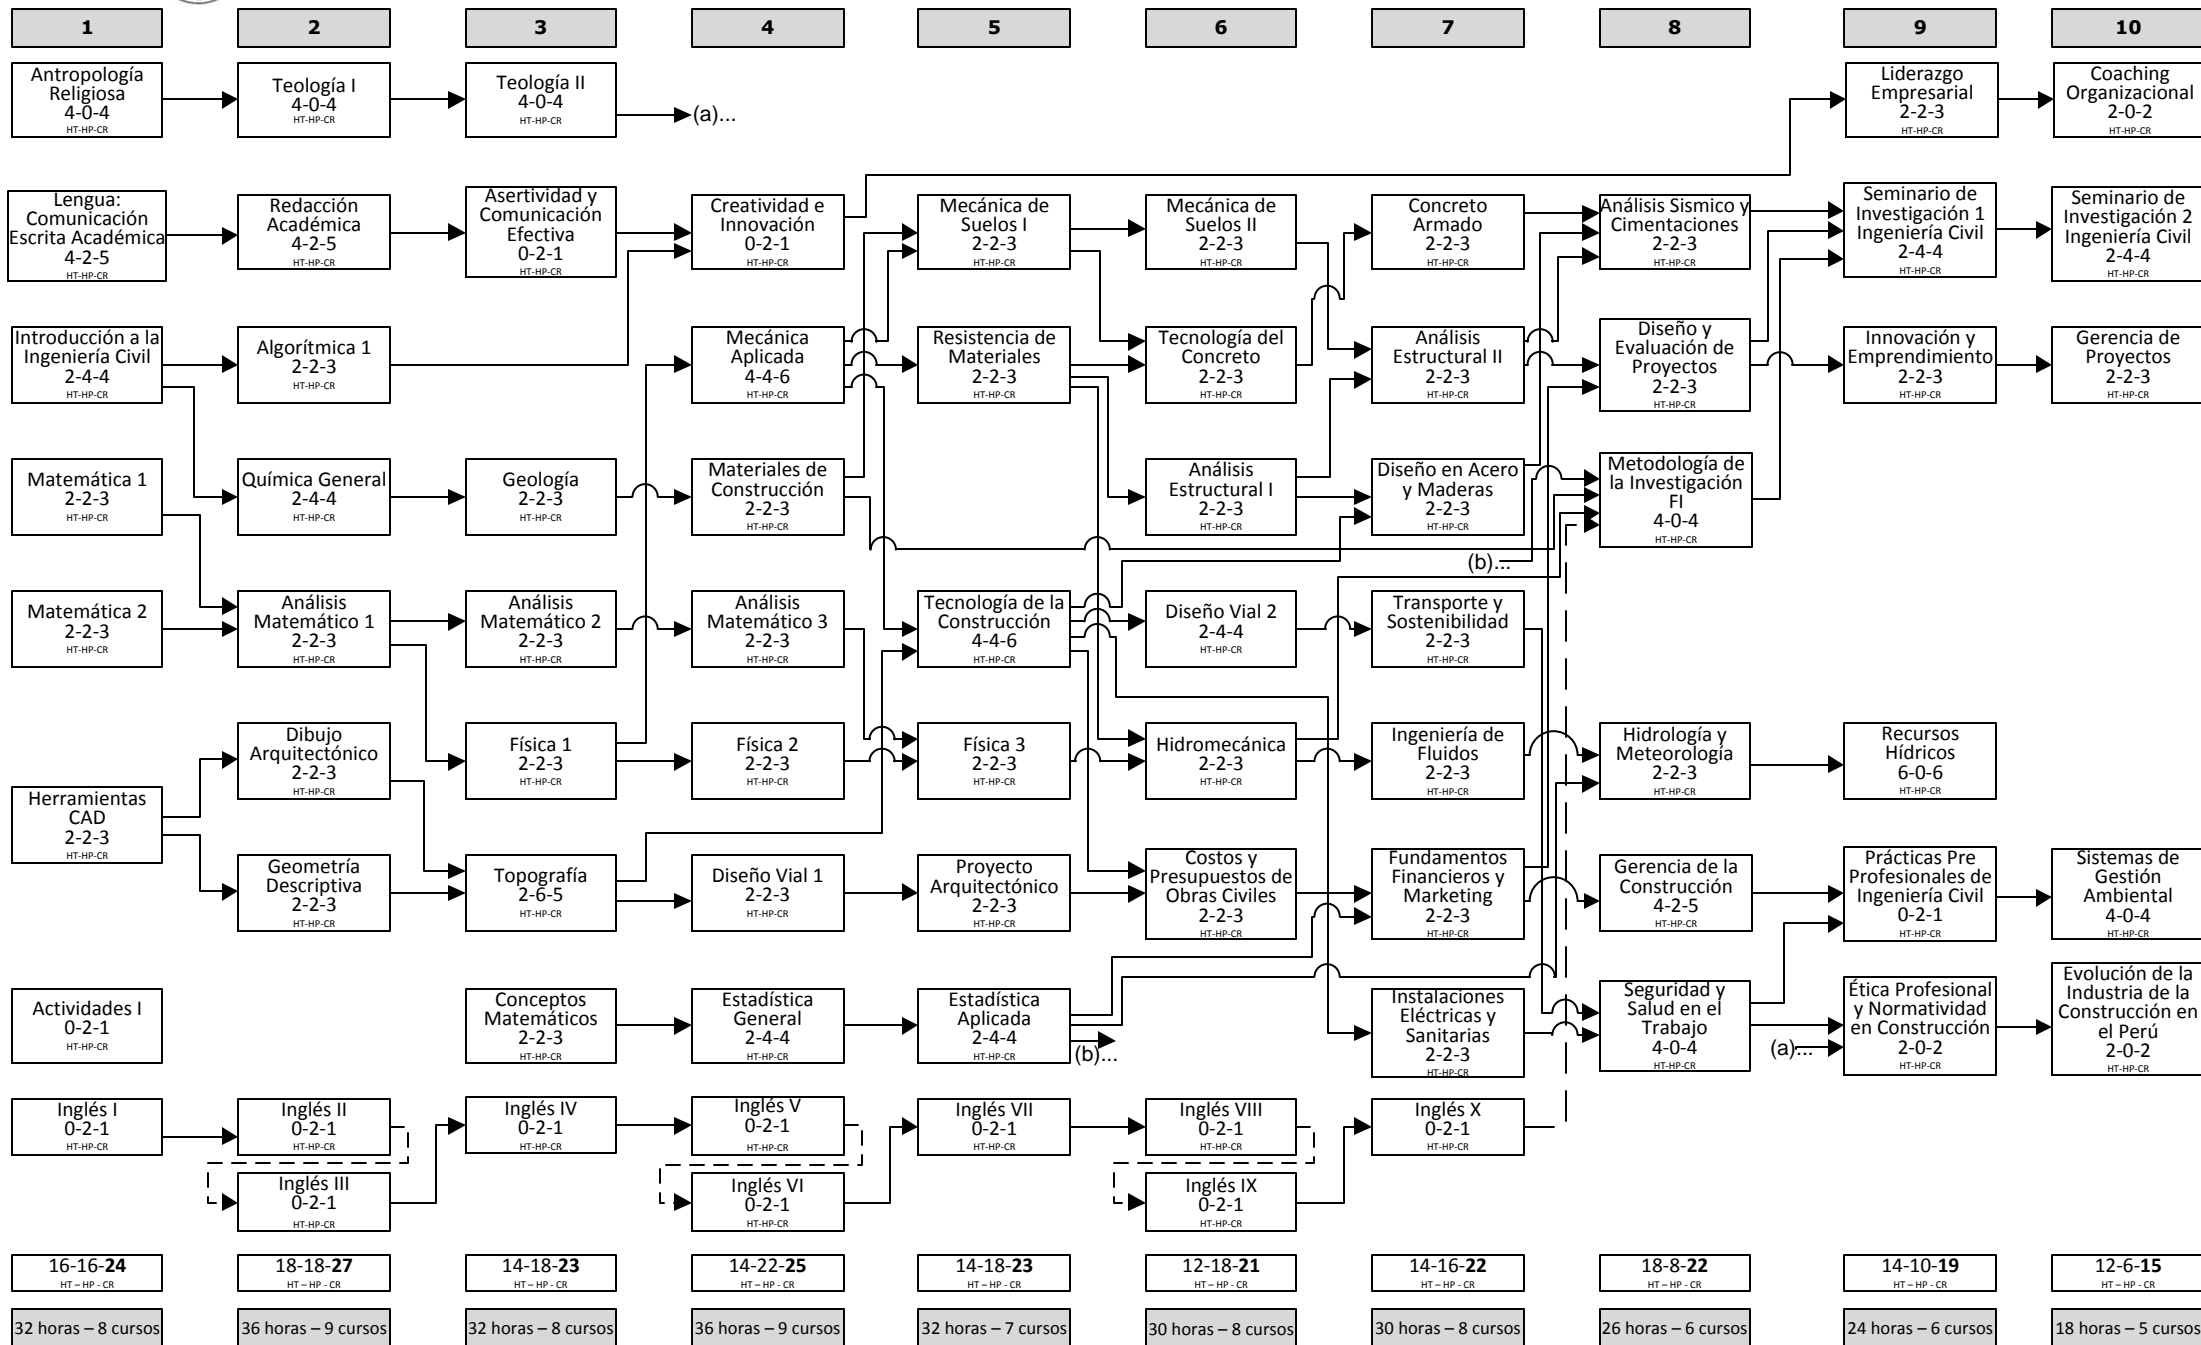 1
2
3
4
5
6
7
8
9
10
Antropología
Religiosa
4-0-4
HT-HP-CR
Teología I
4-0-4
HT-HP-CR
Teología II
4-0-4
HT-HP-CR
(a)...
Liderazgo
Empresarial
2-2-3
HT-HP-CR
Coaching
Organizacional
2-0-2
HT-HP-CR
Lengua:
Comunicación
Escrita Académica
4-2-5
HT-HP-CR
Redacción
Académica
4-2-5
HT-HP-CR
Asertividad y
Comunicación
Efectiva
0-2-1
HT-HP-CR
Creatividad e
Innovación
0-2-1
HT-HP-CR
Mecánica de
Suelos I
2-2-3
HT-HP-CR
Mecánica de
Suelos II
2-2-3
HT-HP-CR
Concreto
Armado
2-2-3
HT-HP-CR
Análisis Sismico y
Cimentaciones
2-2-3
HT-HP-CR
Seminario de
Investigación 1
Ingeniería Civil
2-4-4
HT-HP-CR
Seminario de
Investigación 2
Ingeniería Civil
2-4-4
HT-HP-CR
Introducción a la
Ingeniería Civil
2-4-4
HT-HP-CR
Algorítmica 1
2-2-3
HT-HP-CR
Mecánica
Aplicada
4-4-6
HT-HP-CR
Resistencia de
Materiales
2-2-3
HT-HP-CR
Tecnología del
Concreto
2-2-3
HT-HP-CR
Análisis
Estructural II
2-2-3
HT-HP-CR
Diseño y
Evaluación de
Proyectos
2-2-3
HT-HP-CR
Innovación y
Emprendimiento
2-2-3
HT-HP-CR
Gerencia de
Proyectos
2-2-3
HT-HP-CR
Matemática 1
2-2-3
HT-HP-CR
Química General
2-4-4
HT-HP-CR
Geología
2-2-3
HT-HP-CR
Materiales de
Construcción
2-2-3
HT-HP-CR
Análisis
Estructural I
2-2-3
HT-HP-CR
Diseño en Acero
y Maderas
2-2-3
HT-HP-CR
Metodología de
la Investigación
FI
4-0-4
HT-HP-CR
(b)...
Matemática 2
2-2-3
HT-HP-CR
Análisis
Matemático 1
2-2-3
HT-HP-CR
Análisis
Matemático 2
2-2-3
HT-HP-CR
Análisis
Matemático 3
2-2-3
HT-HP-CR
Tecnología de la
Construcción
4-4-6
HT-HP-CR
Diseño Vial 2
2-4-4
HT-HP-CR
Transporte y
Sostenibilidad
2-2-3
HT-HP-CR
Herramientas
CAD
2-2-3
HT-HP-CR
Dibujo
Arquitectónico
2-2-3
HT-HP-CR
Física 1
2-2-3
HT-HP-CR
Física 2
2-2-3
HT-HP-CR
Física 3
2-2-3
HT-HP-CR
Hidromecánica
2-2-3
HT-HP-CR
Ingeniería de
Fluidos
2-2-3
HT-HP-CR
Hidrología y
Meteorología
2-2-3
HT-HP-CR
Recursos
Hídricos
6-0-6
HT-HP-CR
Geometría
Descriptiva
2-2-3
HT-HP-CR
Topografía
2-6-5
HT-HP-CR
Diseño Vial 1
2-2-3
HT-HP-CR
Proyecto
Arquitectónico
2-2-3
HT-HP-CR
Costos y
Presupuestos de
Obras Civiles
2-2-3
HT-HP-CR
Fundamentos
Financieros y
Marketing
2-2-3
HT-HP-CR
Gerencia de la
Construcción
4-2-5
HT-HP-CR
Prácticas Pre
Profesionales de
Ingeniería Civil
0-2-1
HT-HP-CR
Sistemas de
Gestión
Ambiental
4-0-4
HT-HP-CR
Actividades I
0-2-1
HT-HP-CR
Conceptos
Matemáticos
2-2-3
HT-HP-CR
Estadística
General
2-4-4
HT-HP-CR
Estadística
Aplicada
2-4-4
HT-HP-CR
(b)...
Instalaciones
Eléctricas y
Sanitarias
2-2-3
HT-HP-CR
Seguridad y
Salud en el
Trabajo
4-0-4
HT-HP-CR
(a)...
Ética Profesional
y Normatividad
en Construcción
2-0-2
HT-HP-CR
Evolución de la
Industria de la
Construcción en
el Perú
2-0-2
HT-HP-CR
Inglés I
0-2-1
HT-HP-CR
Inglés II
0-2-1
HT-HP-CR
Inglés IV
0-2-1
HT-HP-CR
Inglés V
0-2-1
HT-HP-CR
Inglés VII
0-2-1
HT-HP-CR
Inglés VIII
0-2-1
HT-HP-CR
Inglés X
0-2-1
HT-HP-CR
Inglés III
0-2-1
HT-HP-CR
Inglés VI
0-2-1
HT-HP-CR
Inglés IX
0-2-1
HT-HP-CR
16-16-24
HT – HP - CR
18-18-27
HT – HP - CR
14-18-23
HT – HP - CR
14-22-25
HT – HP - CR
14-18-23
HT – HP - CR
12-18-21
HT – HP - CR
14-16-22
HT – HP - CR
18-8-22
HT – HP - CR
14-10-19
HT – HP - CR
12-6-15
HT – HP - CR
32 horas – 8 cursos
36 horas – 9 cursos
32 horas – 8 cursos
36 horas – 9 cursos
32 horas – 7 cursos
30 horas – 8 cursos
30 horas – 8 cursos
26 horas – 6 cursos
24 horas – 6 cursos
18 horas – 5 cursos